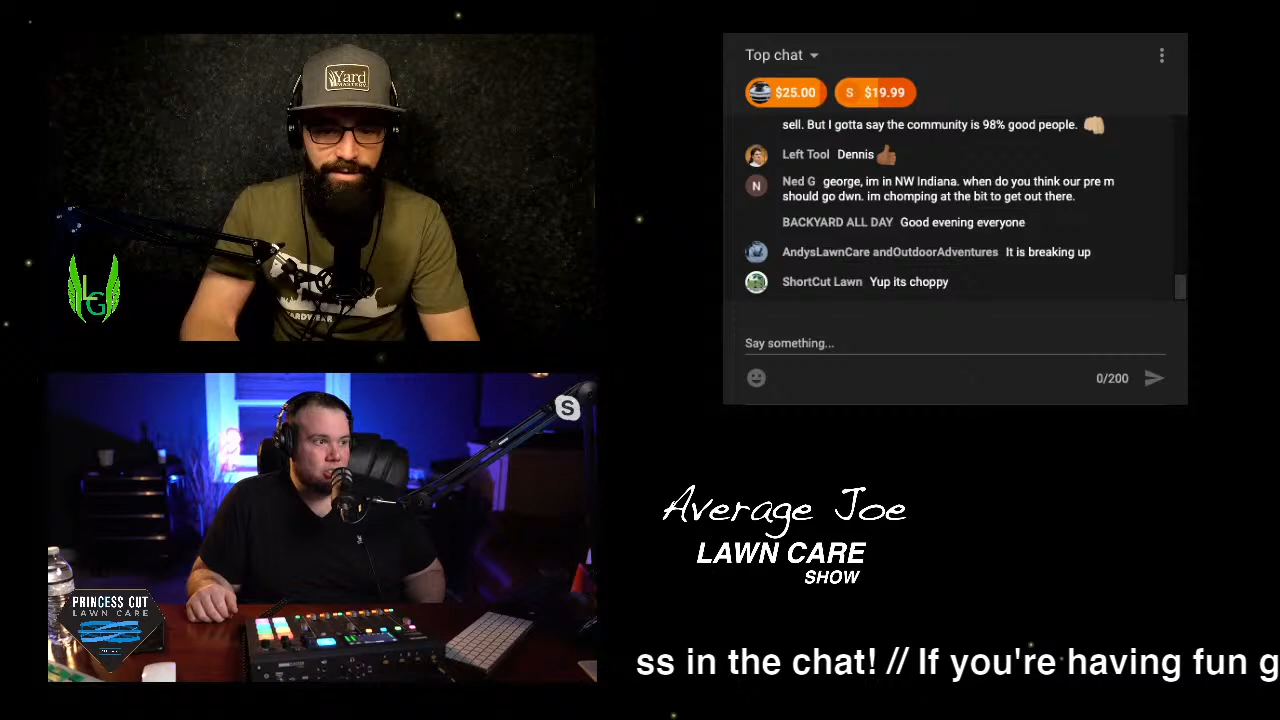 Yard
MASTERY
LG
YARDWEAR
S
PRINCESS CUT
LAWN CARE
Top chat
$25.00
S $19.99
sell. But I gotta say the community is 98% good people.
Left Tool Dennis
N Ned G george, im in NW Indiana. when do you think our pre m
should go dwn. im chomping at the bit to get out there.
BACKYARD ALL DAY Good evening everyone
AndysLawnCare andOutdoorAdventures It is breaking up
ShortCut Lawn Yup its choppy
Say something...
0/200
Average Joe
LAWN CARE
SHOW
ss in the chat! // If you're having fun g